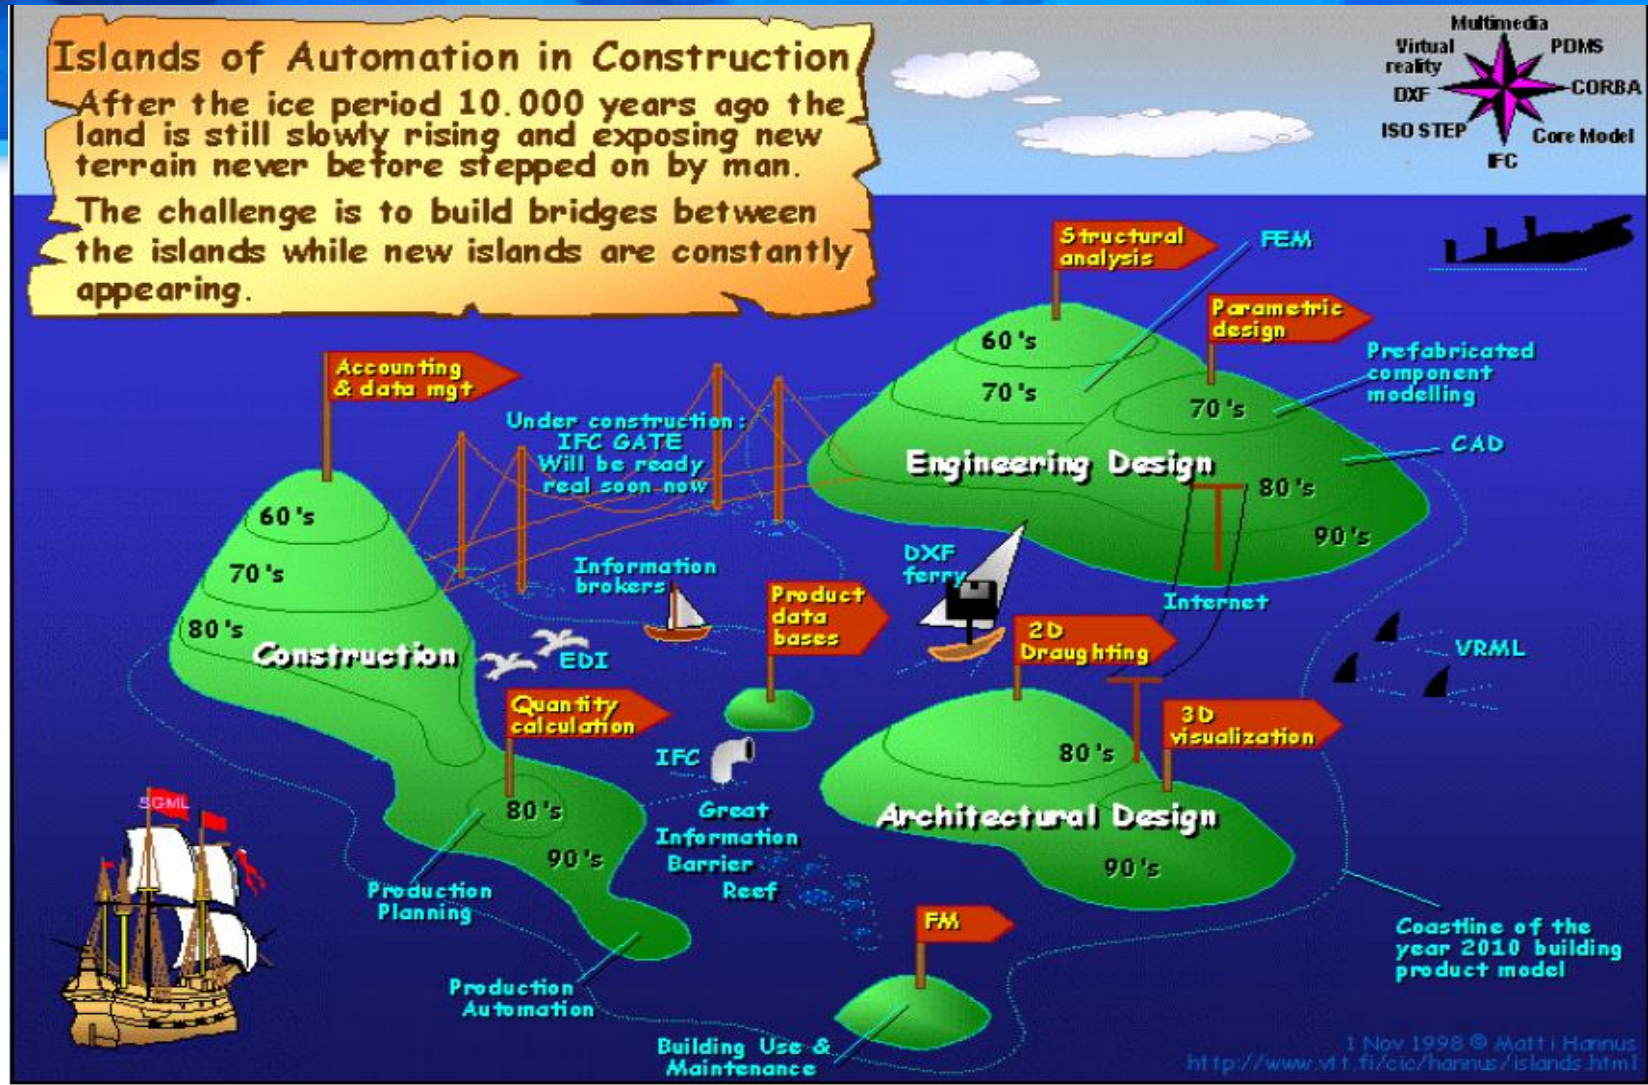 Islands of Automation in Construction
After the ice period 10.000 years ago the
land is still slowly rising and exposing new
terrain never before stepped on by man.
The challenge is to build bridges between
the islands while new islands are constantly
appearing.
Multimedia
Virtual
reality
PDMS
DXF
CORBA
ISO STEP
Core Model
IFC
Structural
analysis
FEM
Parametric
design
Prefabricated
component
modelling
60's
70's
70's
CAD
Engineering Design
80's
90's
Accounting
& data mgt
Under construction:
IFC GATE
Will be ready
real soon now
60's
70's
80's
Construction
Information
brokers
EDI
Product
data
bases
DXF
ferry
Internet
2D
Draughting
VRML
Quantity
calculation
3D
visualization
IFC
80's
80's
Architectural Design
90's
Great
Information
Barrier
Reef
90's
SGML
Production
Planning
Production
Automation
FM
Building Use &
Maintenance
Coastline of the
year 2010 building
product model
1 Nov 1998 © Matti Hannus
http://www.vtt.fi/cic/hannus/islands.html